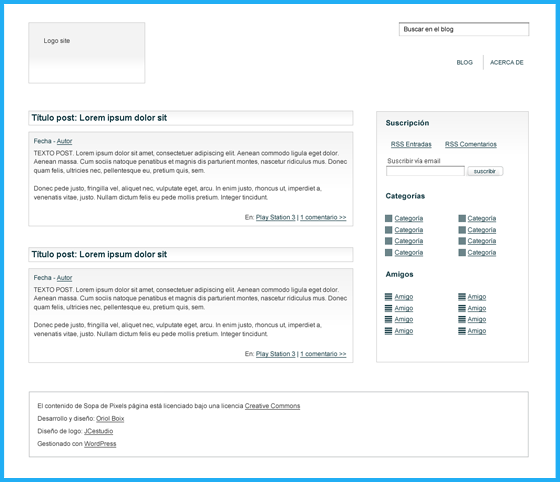 Logo site
Buscar en el blog
BLOG
ACERCA DE
Título post: Lorem ipsum dolor sit
Fecha - Autor
TEXTO POST. Lorem ipsum dolor sit amet, consectetuer adipiscing elit. Aenean commodo ligula eget dolor.
Aenean massa. Cum sociis natoque penatibus et magnis dis parturient montes, nascetur ridiculus mus. Donec
quam felis, ultricies nec, pellentesque eu, pretium quis, sem.
Donec pede justo, fringilla vel, aliquet nec, vulputate eget, arcu. In enim justo, rhoncus ut, imperdiet a,
venenatis vitae, justo. Nullam dictum felis eu pede mollis pretium. Integer tincidunt.
En: Play Station 3 | 1 comentario >>
Título post: Lorem ipsum dolor sit
Fecha - Autor
TEXTO POST. Lorem ipsum dolor sit amet, consectetuer adipiscing elit. Aenean commodo ligula eget dolor.
Aenean massa. Cum sociis natoque penatibus et magnis dis parturient montes, nascetur ridiculus mus. Donec
quam felis, ultricies nec, pellentesque eu, pretium quis, sem.
Donec pede justo, fringilla vel, aliquet nec, vulputate eget, arcu. In enim justo, rhoncus ut, imperdiet a,
venenatis vitae, justo. Nullam dictum felis eu pede mollis pretium. Integer tincidunt.
En: Play Station 3 | 1 comentario >>
Suscripción
RSS Entradas RSS Comentarios
Suscribir vía email
suscribir
Categorías
Categoría Categoría
Categoría Categoría
Categoría Categoría
Categoría Categoría
Amigos
Amigo Amigo
Amigo Amigo
Amigo Amigo
Amigo Amigo
El contenido de Sopa de Pixels página está licenciado bajo una licencia Creative Commons
Desarrollo y diseño: Oriol Boix
Diseño de logo: JCestudio
Gestionado con WordPress